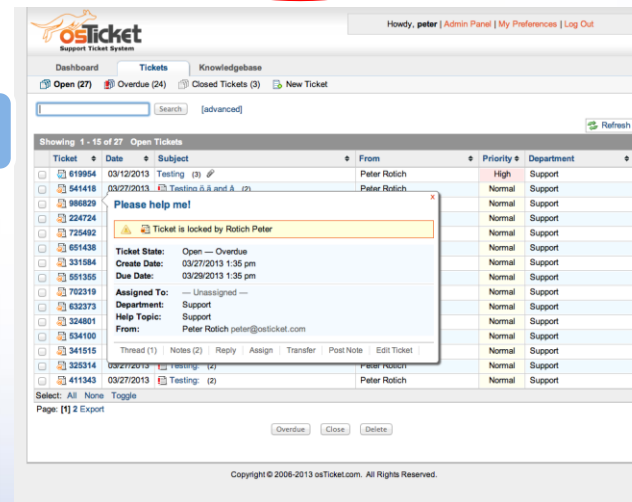 osTicket
Support Ticket System
Howdy, peter | Admin Panel | My Preferences | Log Out
Dashboard Tickets Knowledgebase
Open (27) Overdue (24) Closed Tickets (3) New Ticket
Search [advanced]
Refresh
Showing 1 - 15 of 27 Open Tickets
Ticket Date Subject From Priority Department
619954 03/12/2013 Testing (3) Peter Rotich High Support
541418 03/27/2013 Testing ô,ã and Ã (2) Peter Rotich Normal Support
986829 Normal Support
224724 Normal Support
725492 Normal Support
651438 Normal Support
331584 Normal Support
551355 Normal Support
702319 Normal Support
632373 Normal Support
324801 Normal Support
534100 Normal Support
341515 Normal Support
325314 03/27/2013 Testing: (2) Peter Rotich Normal Support
411343 03/27/2013 Testing: (2) Peter Rotich Normal Support
Please help me! x
Ticket is locked by Rotich Peter
Ticket State: Open — Overdue
Create Date: 03/27/2013 1:35 pm
Due Date: 03/29/2013 1:35 pm
Assigned To: — Unassigned —
Department: Support
Help Topic: Support
From: Peter Rotich peter@osticket.com
Thread (1) Notes (2) Reply Assign Transfer Post Note Edit Ticket
Select: All None Toggle
Page: [1] 2 Export
Overdue Close Delete
Copyright © 2006-2013 osTicket.com. All Rights Reserved.